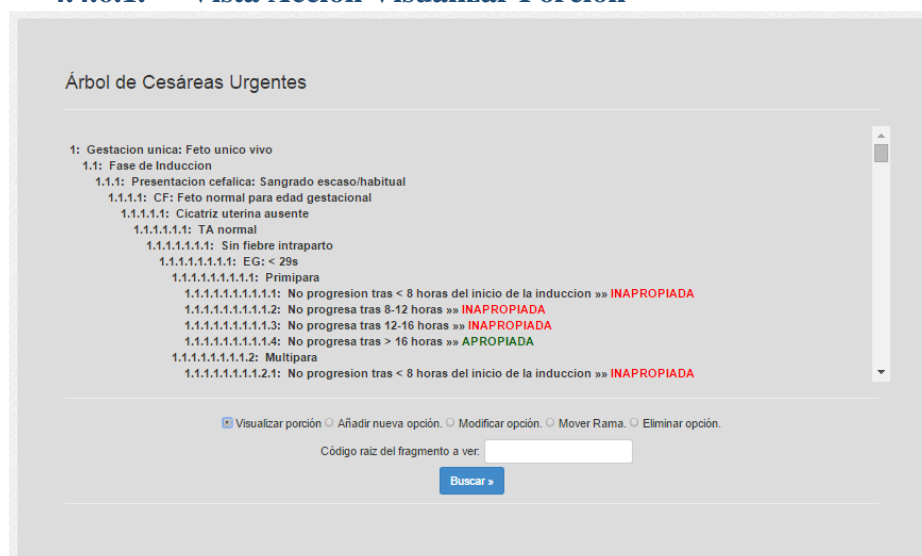 4.4.6.1. Vista Acción Visualizar Porción
Árbol de Cesáreas Urgentes
1: Gestacion unica: Feto unico vivo
1.1: Fase de Induccion
1.1.1: Presentacion cefalica: Sangrado escaso/habitual
1.1.1.1: CF: Feto normal para edad gestacional
1.1.1.1.1: Cicatriz uterina ausente
1.1.1.1.1.1: TA normal
1.1.1.1.1.1.1: Sin fiebre intraparto
1.1.1.1.1.1.1.1: EG: < 29s
1.1.1.1.1.1.1.1.1: Primipara
1.1.1.1.1.1.1.1.1.1: No progresion tras < 8 horas del inicio de la induccion »» INAPROPIADA
1.1.1.1.1.1.1.1.1.2: No progresa tras 8-12 horas »» INAPROPIADA
1.1.1.1.1.1.1.1.1.3: No progresa tras 12-16 horas »» INAPROPIADA
1.1.1.1.1.1.1.1.1.4: No progresa tras > 16 horas »» APROPIADA
1.1.1.1.1.1.1.1.2: Multipara
1.1.1.1.1.1.1.1.2.1: No progresion tras < 8 horas del inicio de la induccion »» INAPROPIADA
Visualizar porción Añadir nueva opción. Modificar opción. Mover Rama. Eliminar opción.
Código raiz del fragmento a ver:
Buscar »